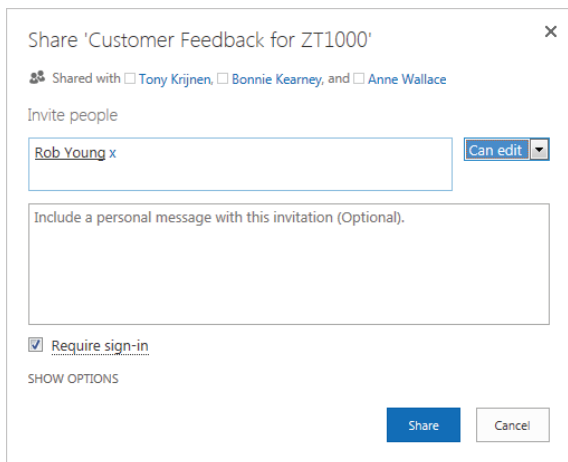 Share 'Customer Feedback for ZT1000'
Shared with Tony Krijnen, Bonnie Kearney, and Anne Wallace
Invite people
Rob Young x
Can edit
Include a personal message with this invitation (Optional).
Require sign-in
SHOW OPTIONS
Share
Cancel